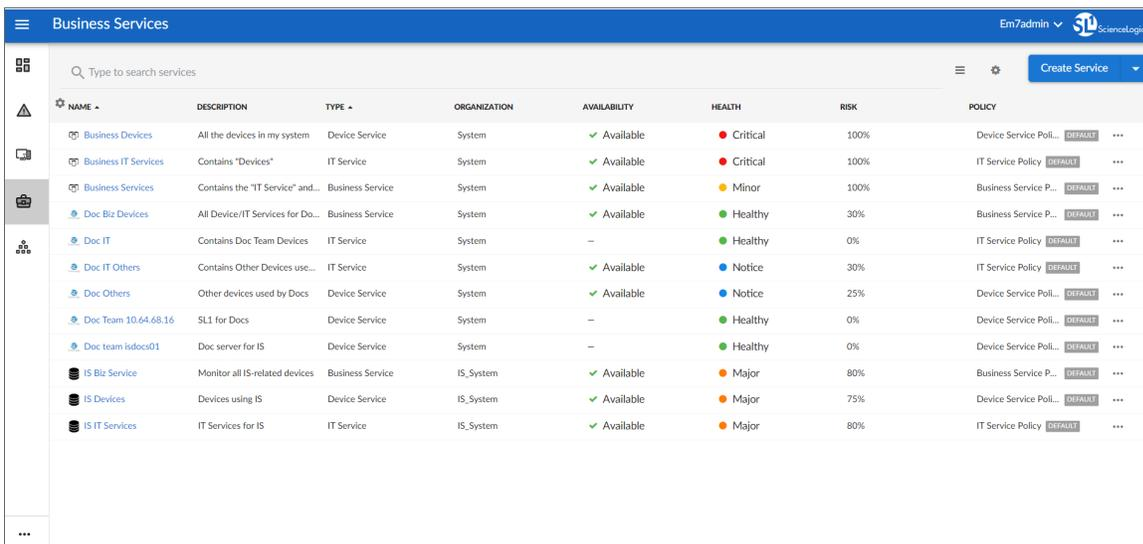 Business Services
Em7admin
SL1 ScienceLogic
Type to search services
Create Service
NAME DESCRIPTION TYPE ORGANIZATION AVAILABILITY HEALTH RISK POLICY
Business Devices All the devices in my system Device Service System Available Critical 100% Device Service Poli... DEFAULT ...
Business IT Services Contains "Devices" IT Service System Available Critical 100% IT Service Policy DEFAULT ...
Business Services Contains the "IT Service" and... Business Service System Available Minor 100% Business Service P... DEFAULT ...
Doc Biz Devices All Device/IT Services for Do... Business Service System Available Healthy 30% Business Service P... DEFAULT ...
Doc IT Contains Doc Team Devices IT Service System – Healthy 0% IT Service Policy DEFAULT ...
Doc IT Others Contains Other Devices use... IT Service System Available Notice 30% IT Service Policy DEFAULT ...
Doc Others Other devices used by Docs Device Service System Available Notice 25% Device Service Poli... DEFAULT ...
Doc Team 10.64.68.16 SL1 for Docs Device Service System – Healthy 0% Device Service Poli... DEFAULT ...
Doc team isdocs01 Doc server for IS Device Service System – Healthy 0% Device Service Poli... DEFAULT ...
IS Biz Service Monitor all IS-related devices Business Service IS_System Available Major 80% Business Service P... DEFAULT ...
IS Devices Devices using IS Device Service IS_System Available Major 75% Device Service Poli... DEFAULT ...
IS IT Services IT Services for IS IT Service IS_System Available Major 80% IT Service Policy DEFAULT ...
...